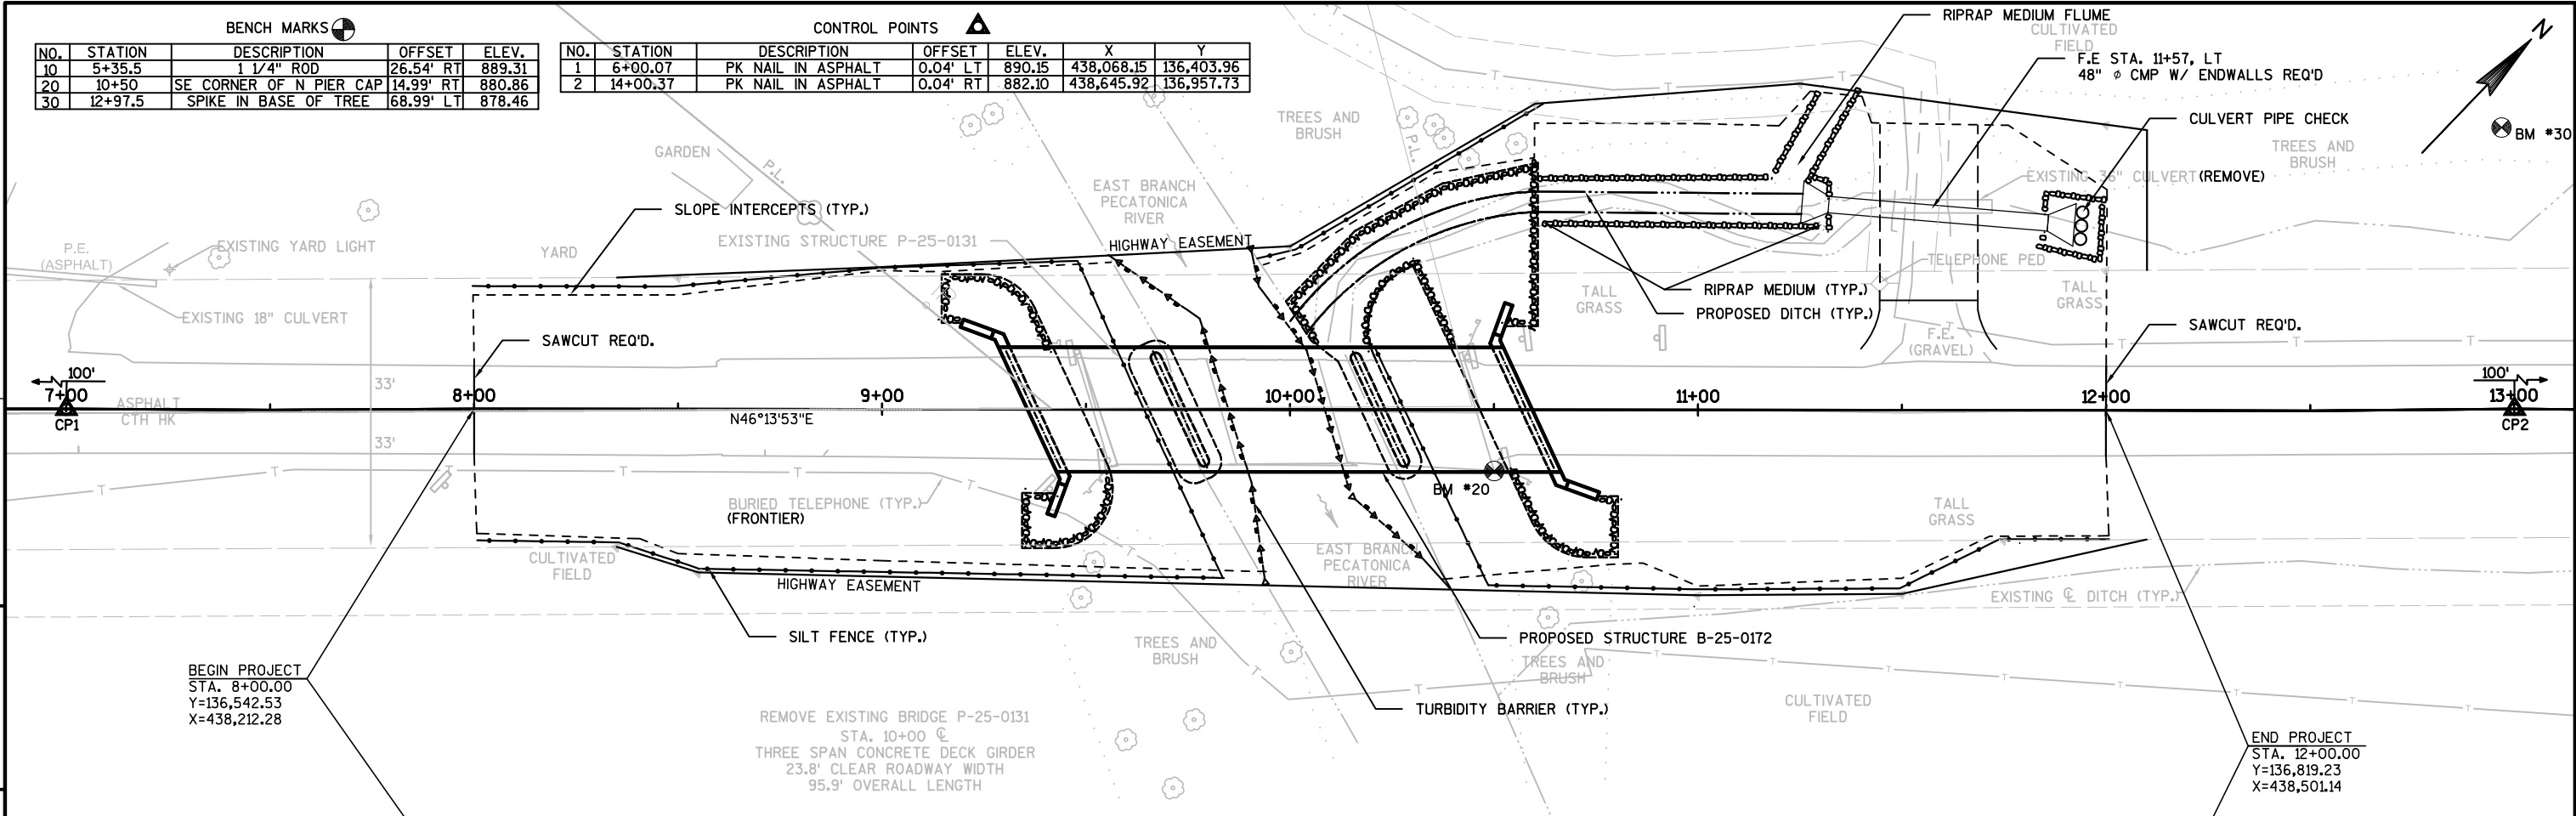 BENCH MARKS
NO. STATION DESCRIPTION OFFSET ELEV.
10 5+35.5 1 1/4" ROD 26.54' RT 889.31
20 10+50 SE CORNER OF N PIER CAP 14.99' RT 880.86
30 12+97.5 SPIKE IN BASE OF TREE 68.99' LT 878.46
CONTROL POINTS
NO. STATION DESCRIPTION OFFSET ELEV. X Y
1 6+00.07 PK NAIL IN ASPHALT 0.04' LT 890.15 438,068.15 136,403.96
2 14+00.37 PK NAIL IN ASPHALT 0.04' RT 882.10 438,645.92 136,957.73
RIPRAP MEDIUM FLUME
CULTIVATED
FIELD
F.E STA. 11+57, LT
48" ⌀ CMP W/ ENDWALLS REQ'D
N
CULVERT PIPE CHECK
BM #30
TREES AND
BRUSH
TREES AND
BRUSH
P.L.
GARDEN
P.L.
EAST BRANCH
PECATONICA
RIVER
EXISTING 36" CULVERT (REMOVE)
SLOPE INTERCEPTS (TYP.)
P.E.
(ASPHALT)
EXISTING YARD LIGHT
YARD
EXISTING STRUCTURE P-25-0131
HIGHWAY EASEMENT
TELEPHONE PED
EXISTING 18" CULVERT
TALL
GRASS
RIPRAP MEDIUM (TYP.)
PROPOSED DITCH (TYP.)
TALL
GRASS
SAWCUT REQ'D.
SAWCUT REQ'D.
F.E.
(GRAVEL)
100'
7+00
33'
8+00
9+00
10+00
11+00
12+00
100'
13+00
CP1
ASPHALT
CTH HK
N46°13'53"E
CP2
33'
BM #20
BURIED TELEPHONE (TYP.)
(FRONTIER)
TALL
GRASS
CULTIVATED
FIELD
EAST BRANCH
PECATONICA
RIVER
HIGHWAY EASEMENT
EXISTING ℄ DITCH (TYP.)
SILT FENCE (TYP.)
PROPOSED STRUCTURE B-25-0172
TREES AND
BRUSH
TREES AND
BRUSH
BEGIN PROJECT
STA. 8+00.00
Y=136,542.53
X=438,212.28
TURBIDITY BARRIER (TYP.)
CULTIVATED
FIELD
REMOVE EXISTING BRIDGE P-25-0131
STA. 10+00 ℄
THREE SPAN CONCRETE DECK GIRDER
23.8' CLEAR ROADWAY WIDTH
95.9' OVERALL LENGTH
END PROJECT
STA. 12+00.00
Y=136,819.23
X=438,501.14